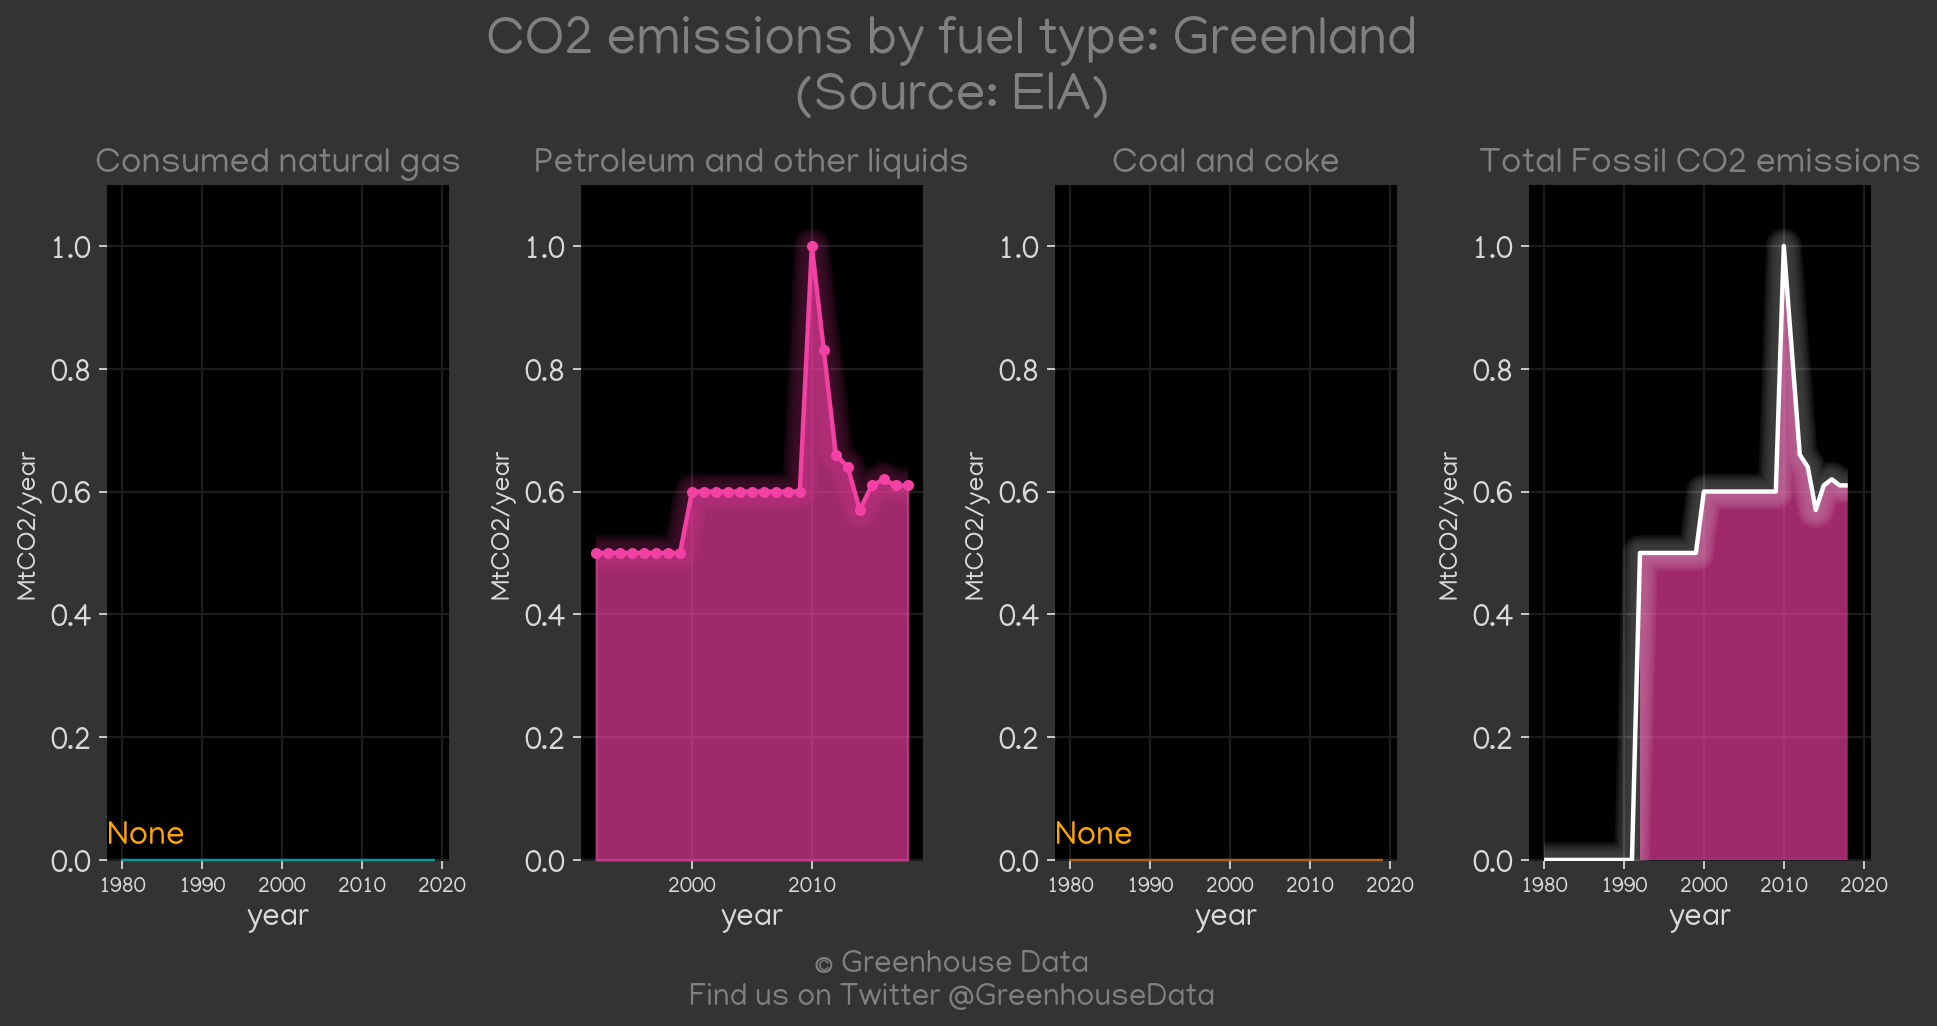 CO2 emissions by fuel type: Greenland
(Source: EIA)
Consumed natural gas
Petroleum and other liquids
Coal and coke
Total Fossil CO2 emissions
MtCO2/year
1.0
0.8
0.6
0.4
0.2
0.0
None
1980 1990 2000 2010 2020
year
MtCO2/year
1.0
0.8
0.6
0.4
0.2
0.0
2000 2010
year
MtCO2/year
1.0
0.8
0.6
0.4
0.2
0.0
None
1980 1990 2000 2010 2020
year
MtCO2/year
1.0
0.8
0.6
0.4
0.2
0.0
1980 1990 2000 2010 2020
year
© Greenhouse Data
Find us on Twitter @GreenhouseData